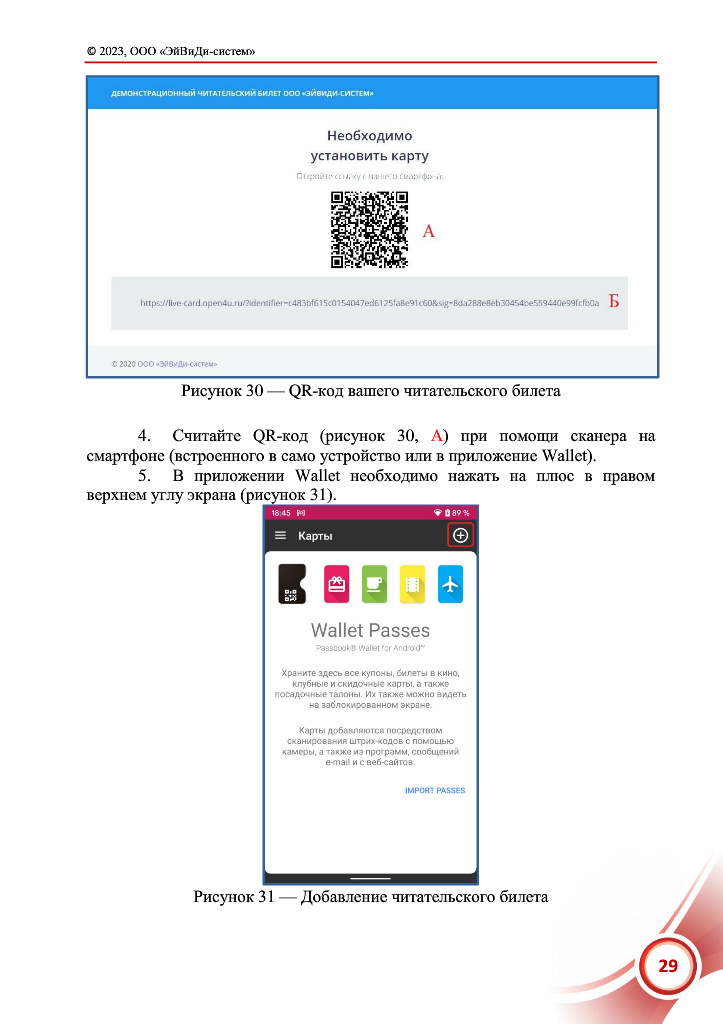 © 2023, ООО «ЭйВиДи-систем»
ДЕМОНСТРАЦИОННЫЙ ЧИТАТЕЛЬСКИЙ БИЛЕТ ООО «ЭЙВИДИ-СИСТЕМ»
Необходимо
установить карту
Откройте ссылку с вашего смартфона:
А
https://live-card.open4u.ru/?identifier=c483bf615c0154047ed6125fa8e91c60&sig=8da288e8eb30454be559440e99fcfb0a Б
© 2020 ООО «ЭйВиДи-систем»
Рисунок 30 — QR-код вашего читательского билета
4. Считайте QR-код (рисунок 30, А) при помощи сканера на
смартфоне (встроенного в само устройство или в приложение Wallet).
5. В приложении Wallet необходимо нажать на плюс в правом
верхнем углу экрана (рисунок 31).
18:45 89 %
Карты
Wallet Passes
Passbook® Wallet for Android™
Храните здесь все купоны, билеты в кино,
клубные и скидочные карты, а также
посадочные талоны. Их также можно видеть
на заблокированном экране.
Карты добавляются посредством
сканирования штрих-кодов с помощью
камеры, а также из программ, сообщений
e-mail и с веб-сайтов.
IMPORT PASSES
Рисунок 31 — Добавление читательского билета
29